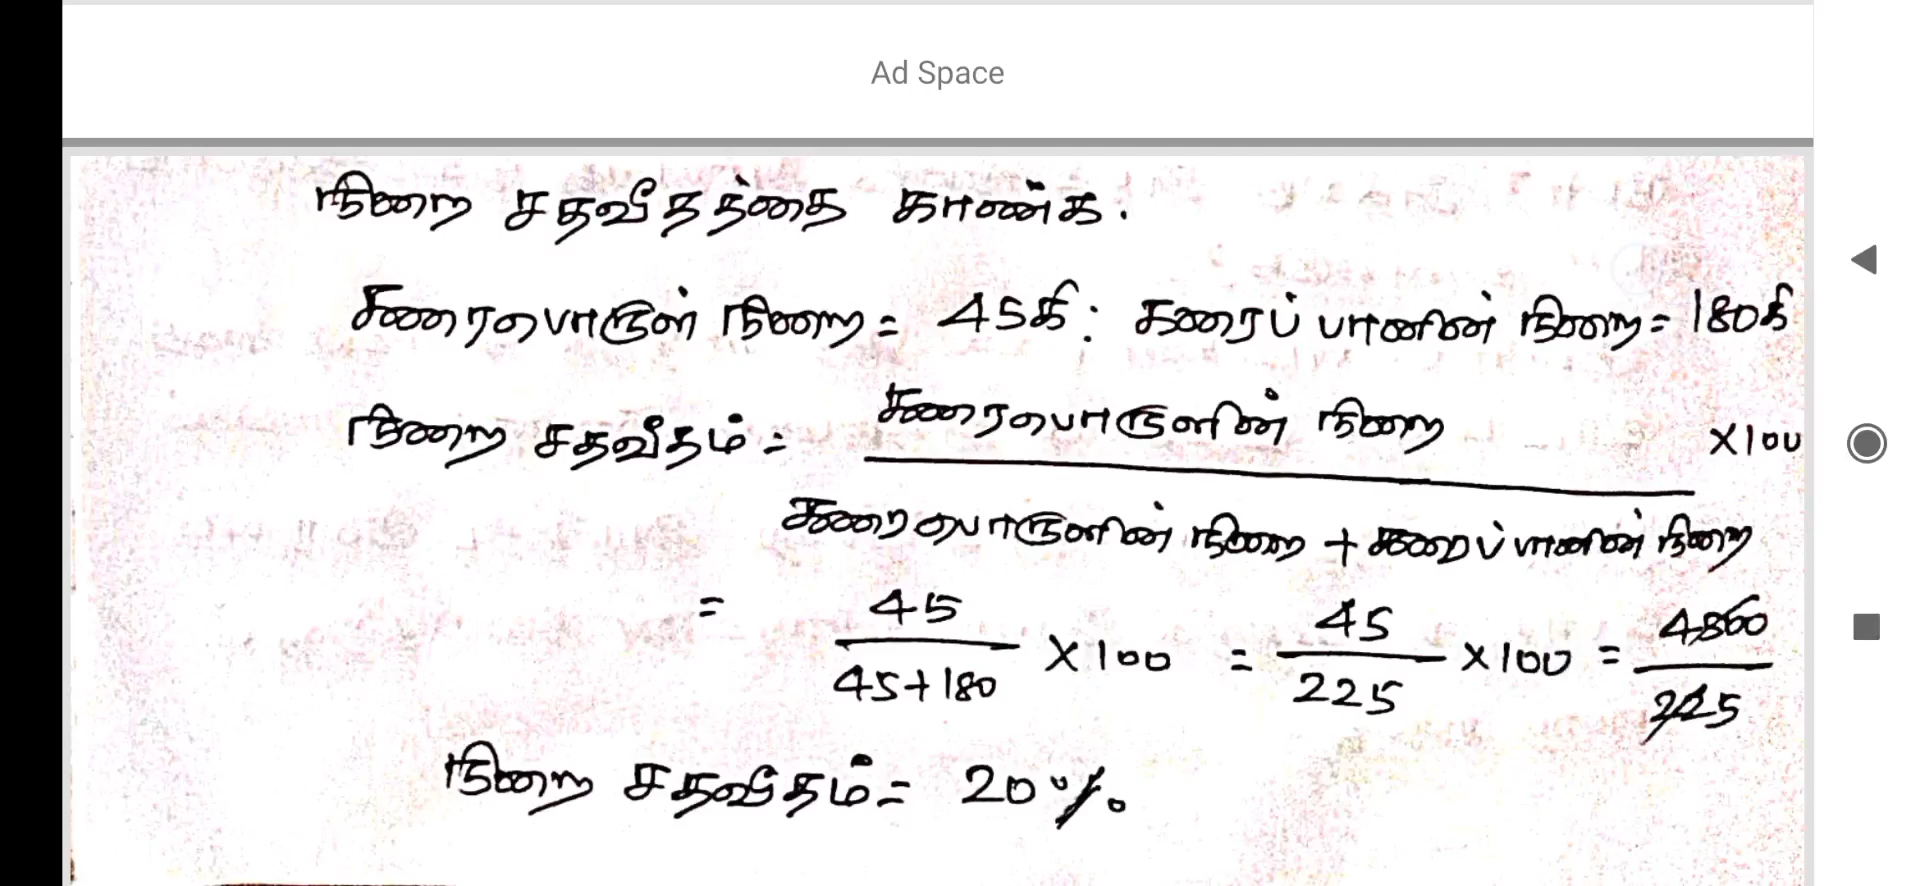 Ad Space
நிறை சதவீதத்தை காண்க.
கரைபொருள் நிறை = 45கி: கரைப்பானின் நிறை = 180கி
நிறை சதவீதம் = கரைபொருளின் நிறை / கரைபொருளின் நிறை + கரைப்பானின் நிறை X100
= 45 / 45+180 X100 = 45 / 225 X100 = 4500 / 225
நிறை சதவீதம் = 20%.